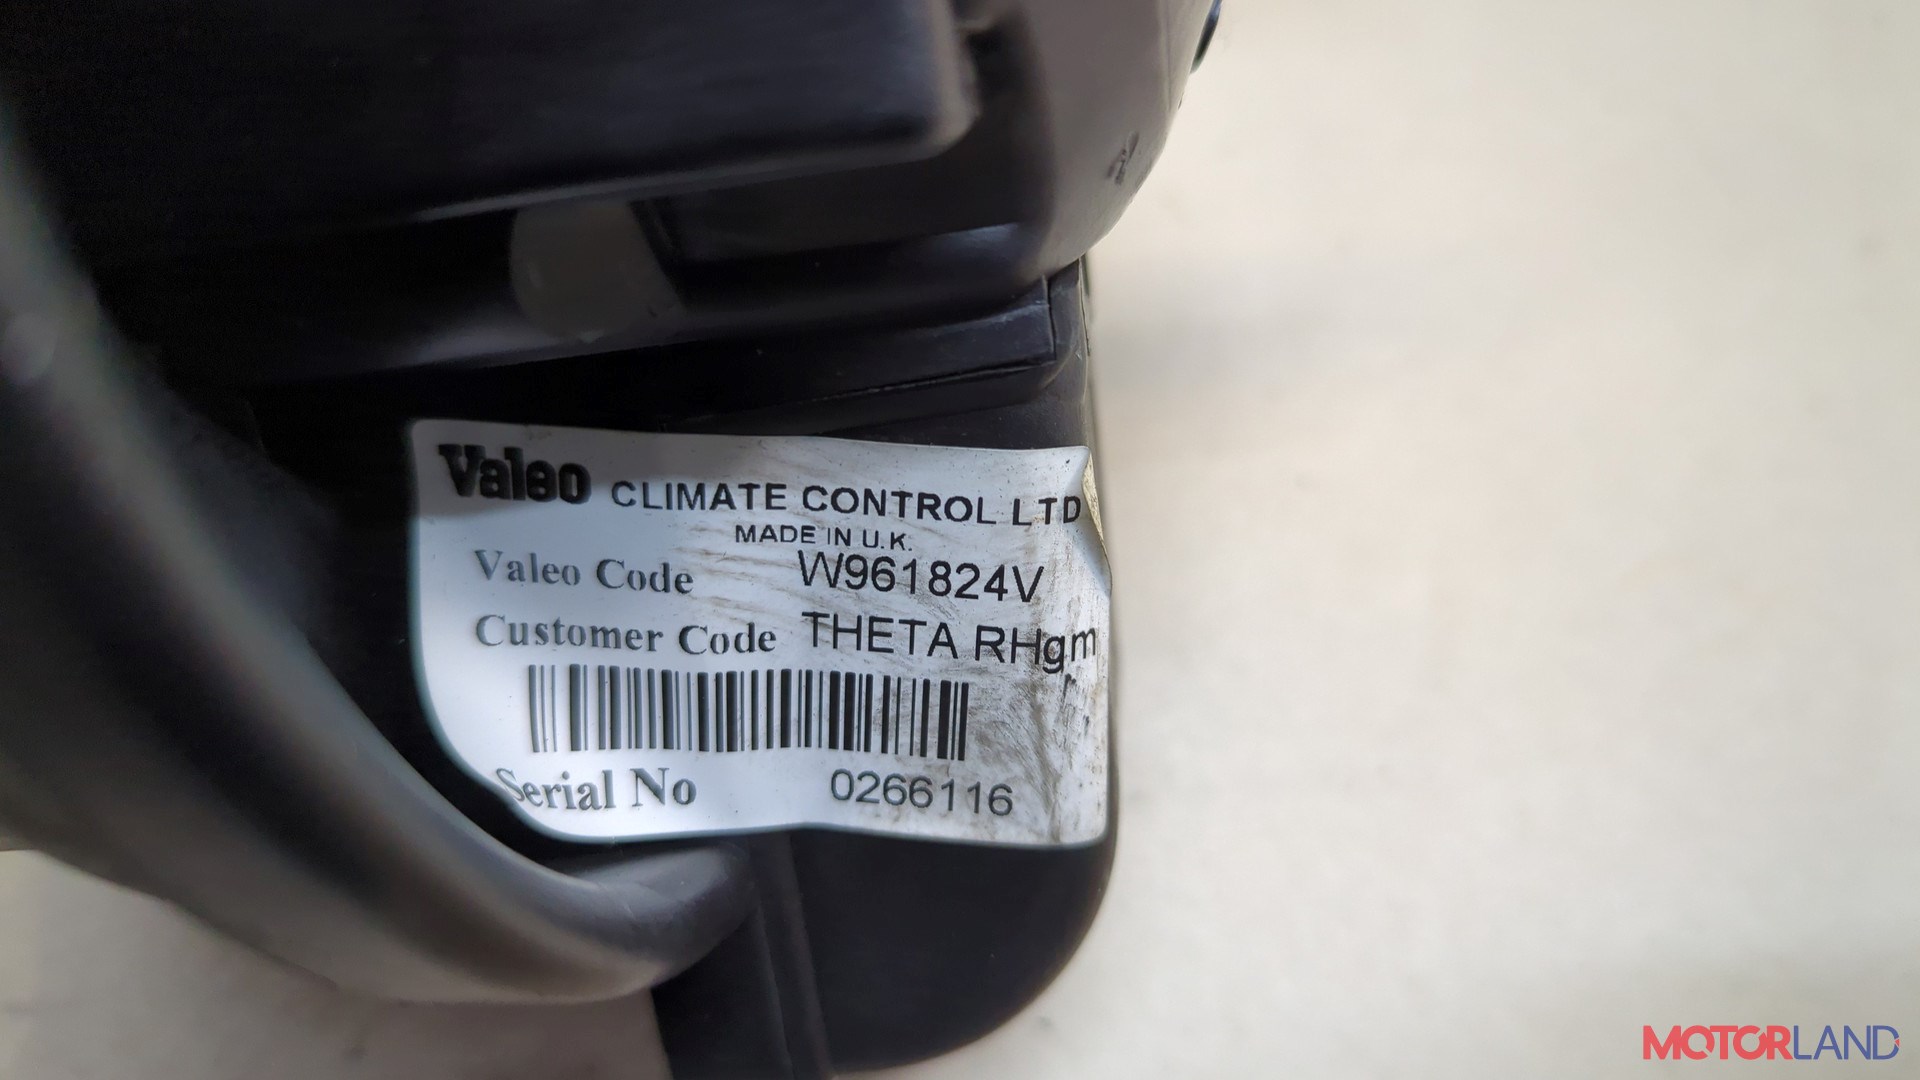 Valeo CLIMATE CONTROL LTD
MADE IN U.K.
Valeo Code W961824V
Customer Code THETA RHgm
Serial No 0266116
MOTORLAND